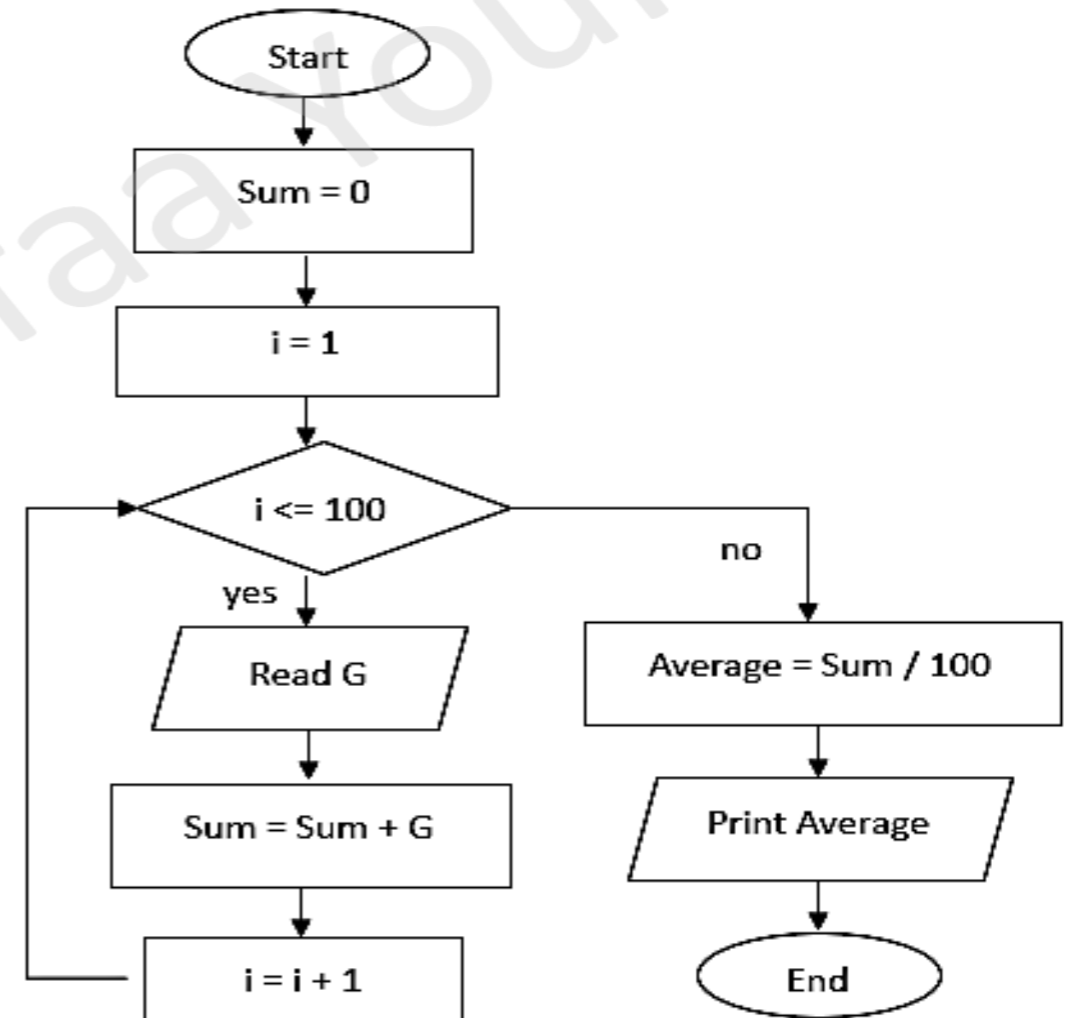 Start
Sum = 0
i = 1
i <= 100
yes
no
Read G
Sum = Sum + G
i = i + 1
Average = Sum / 100
Print Average
End